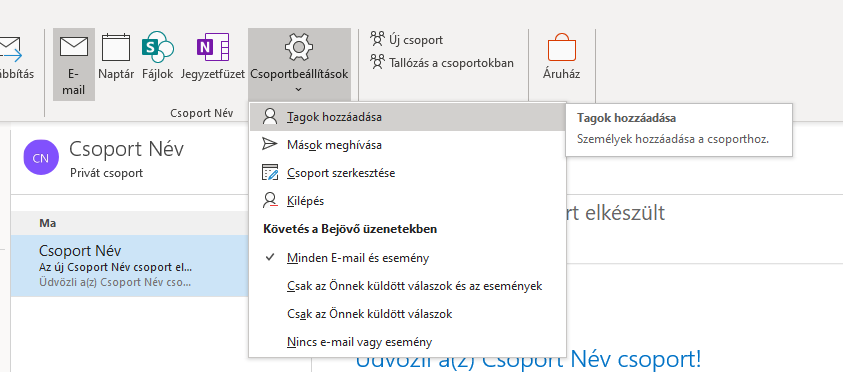 E-
mail
Naptár
Fájlok
Jegyzetfüzet
Csoportbeállítások
Új csoport
Tallózás a csoportokban
Áruház
Csoport Név
Tagok hozzáadása
Mások meghívása
Csoport szerkesztése
Kilépés
Követés a Bejövő üzenetekben
Minden E-mail és esemény
Csak az Önnek küldött válaszok és az események
Csak az Önnek küldött válaszok
Nincs e-mail vagy esemény
Tagok hozzáadása
Személyek hozzáadása a csoporthoz.
CN
Csoport Név
Privát csoport
Ma
Csoport Név
Az új Csoport Név csoport el...
Üdvözli a(z) Csoport Név cso...
elkészült
Üdvözli a(z) Csoport Név csoport!